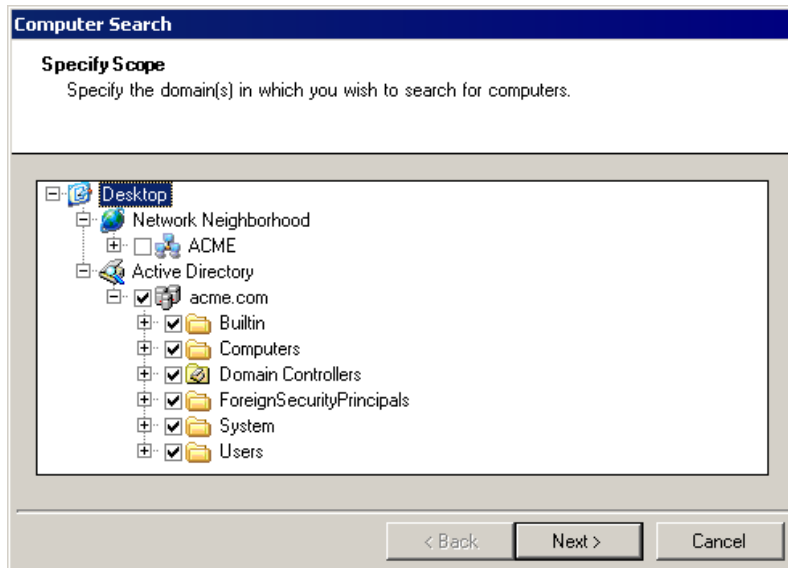 Computer Search
Specify Scope
Specify the domain(s) in which you wish to search for computers.
Desktop
Network Neighborhood
ACME
Active Directory
acme.com
Builtin
Computers
Domain Controllers
ForeignSecurityPrincipals
System
Users
< Back
Next >
Cancel